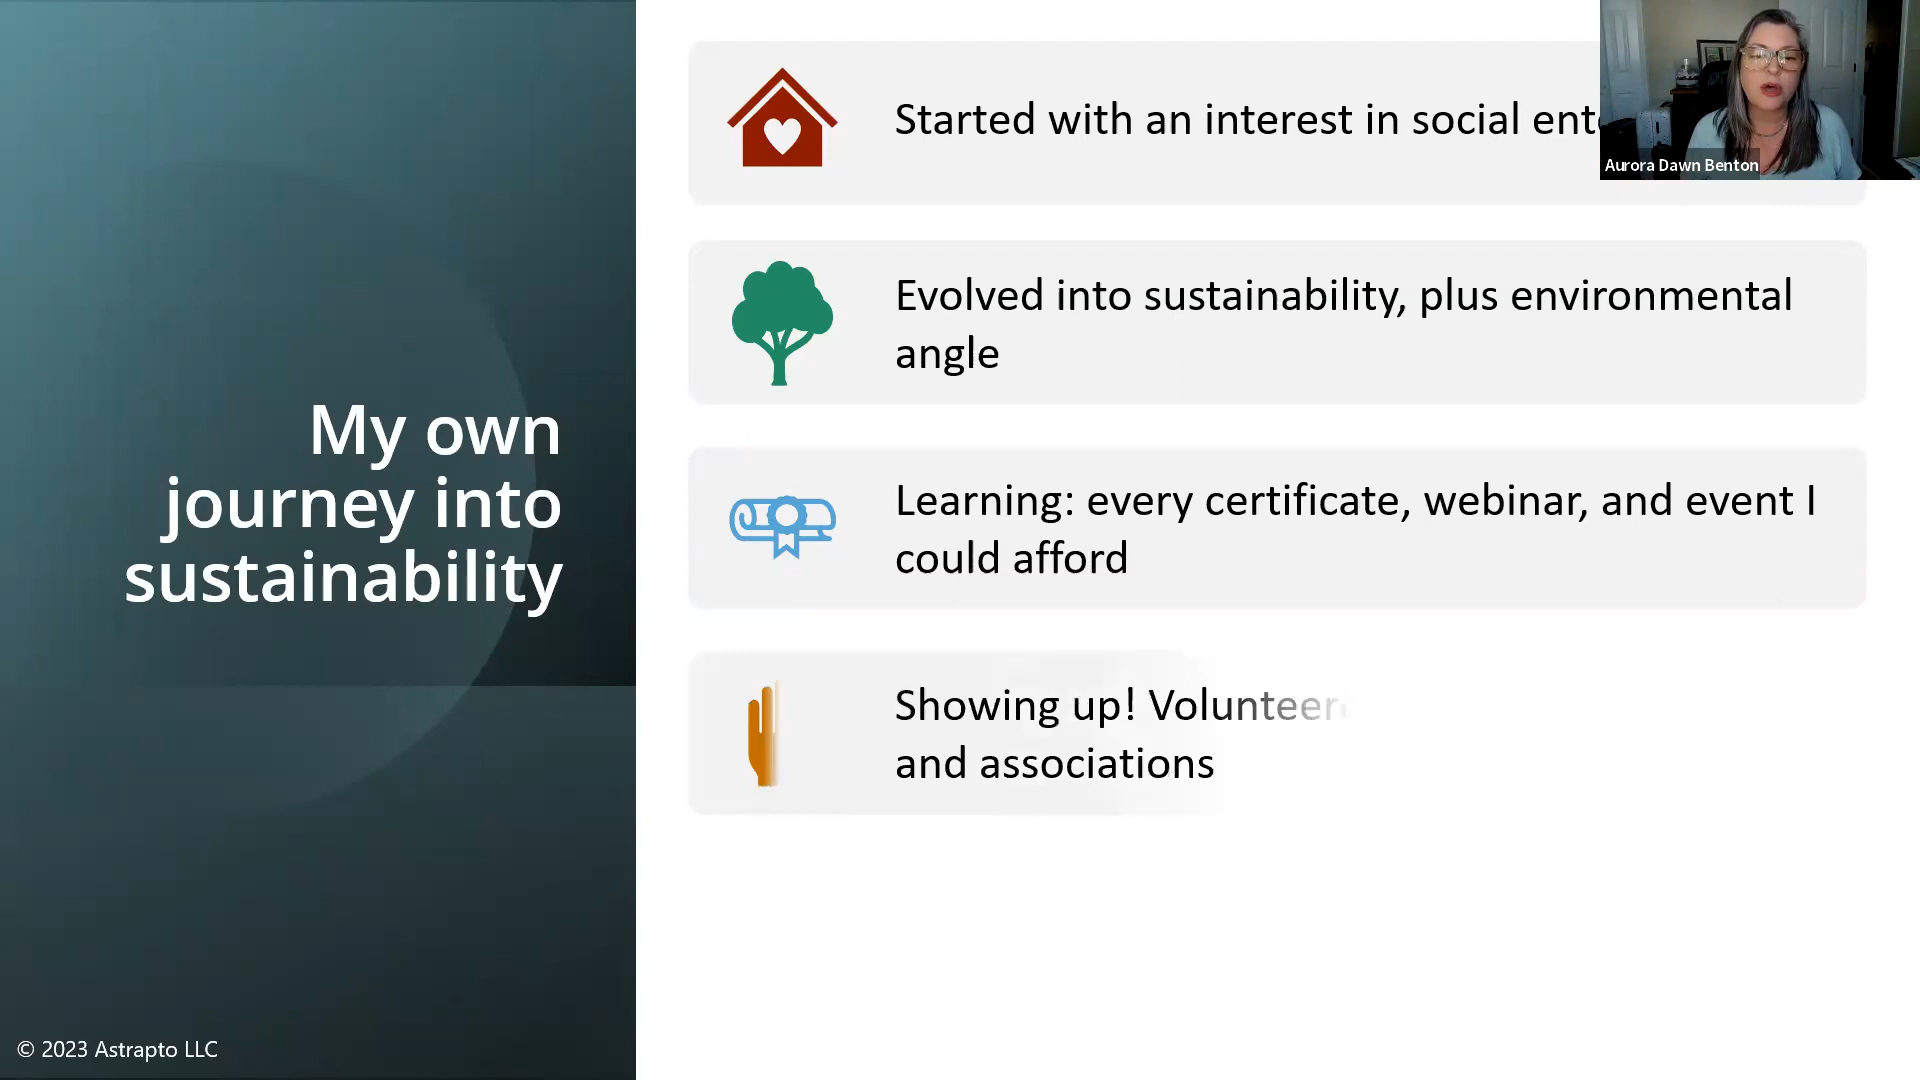 My own
journey into
sustainability
Started with an interest in social
Aurora Dawn Benton
Evolved into sustainability, plus environmental
angle
Learning: every certificate, webinar, and event I
could afford
Showing up! Volunteer
and associations
© 2023 Astrapto LLC